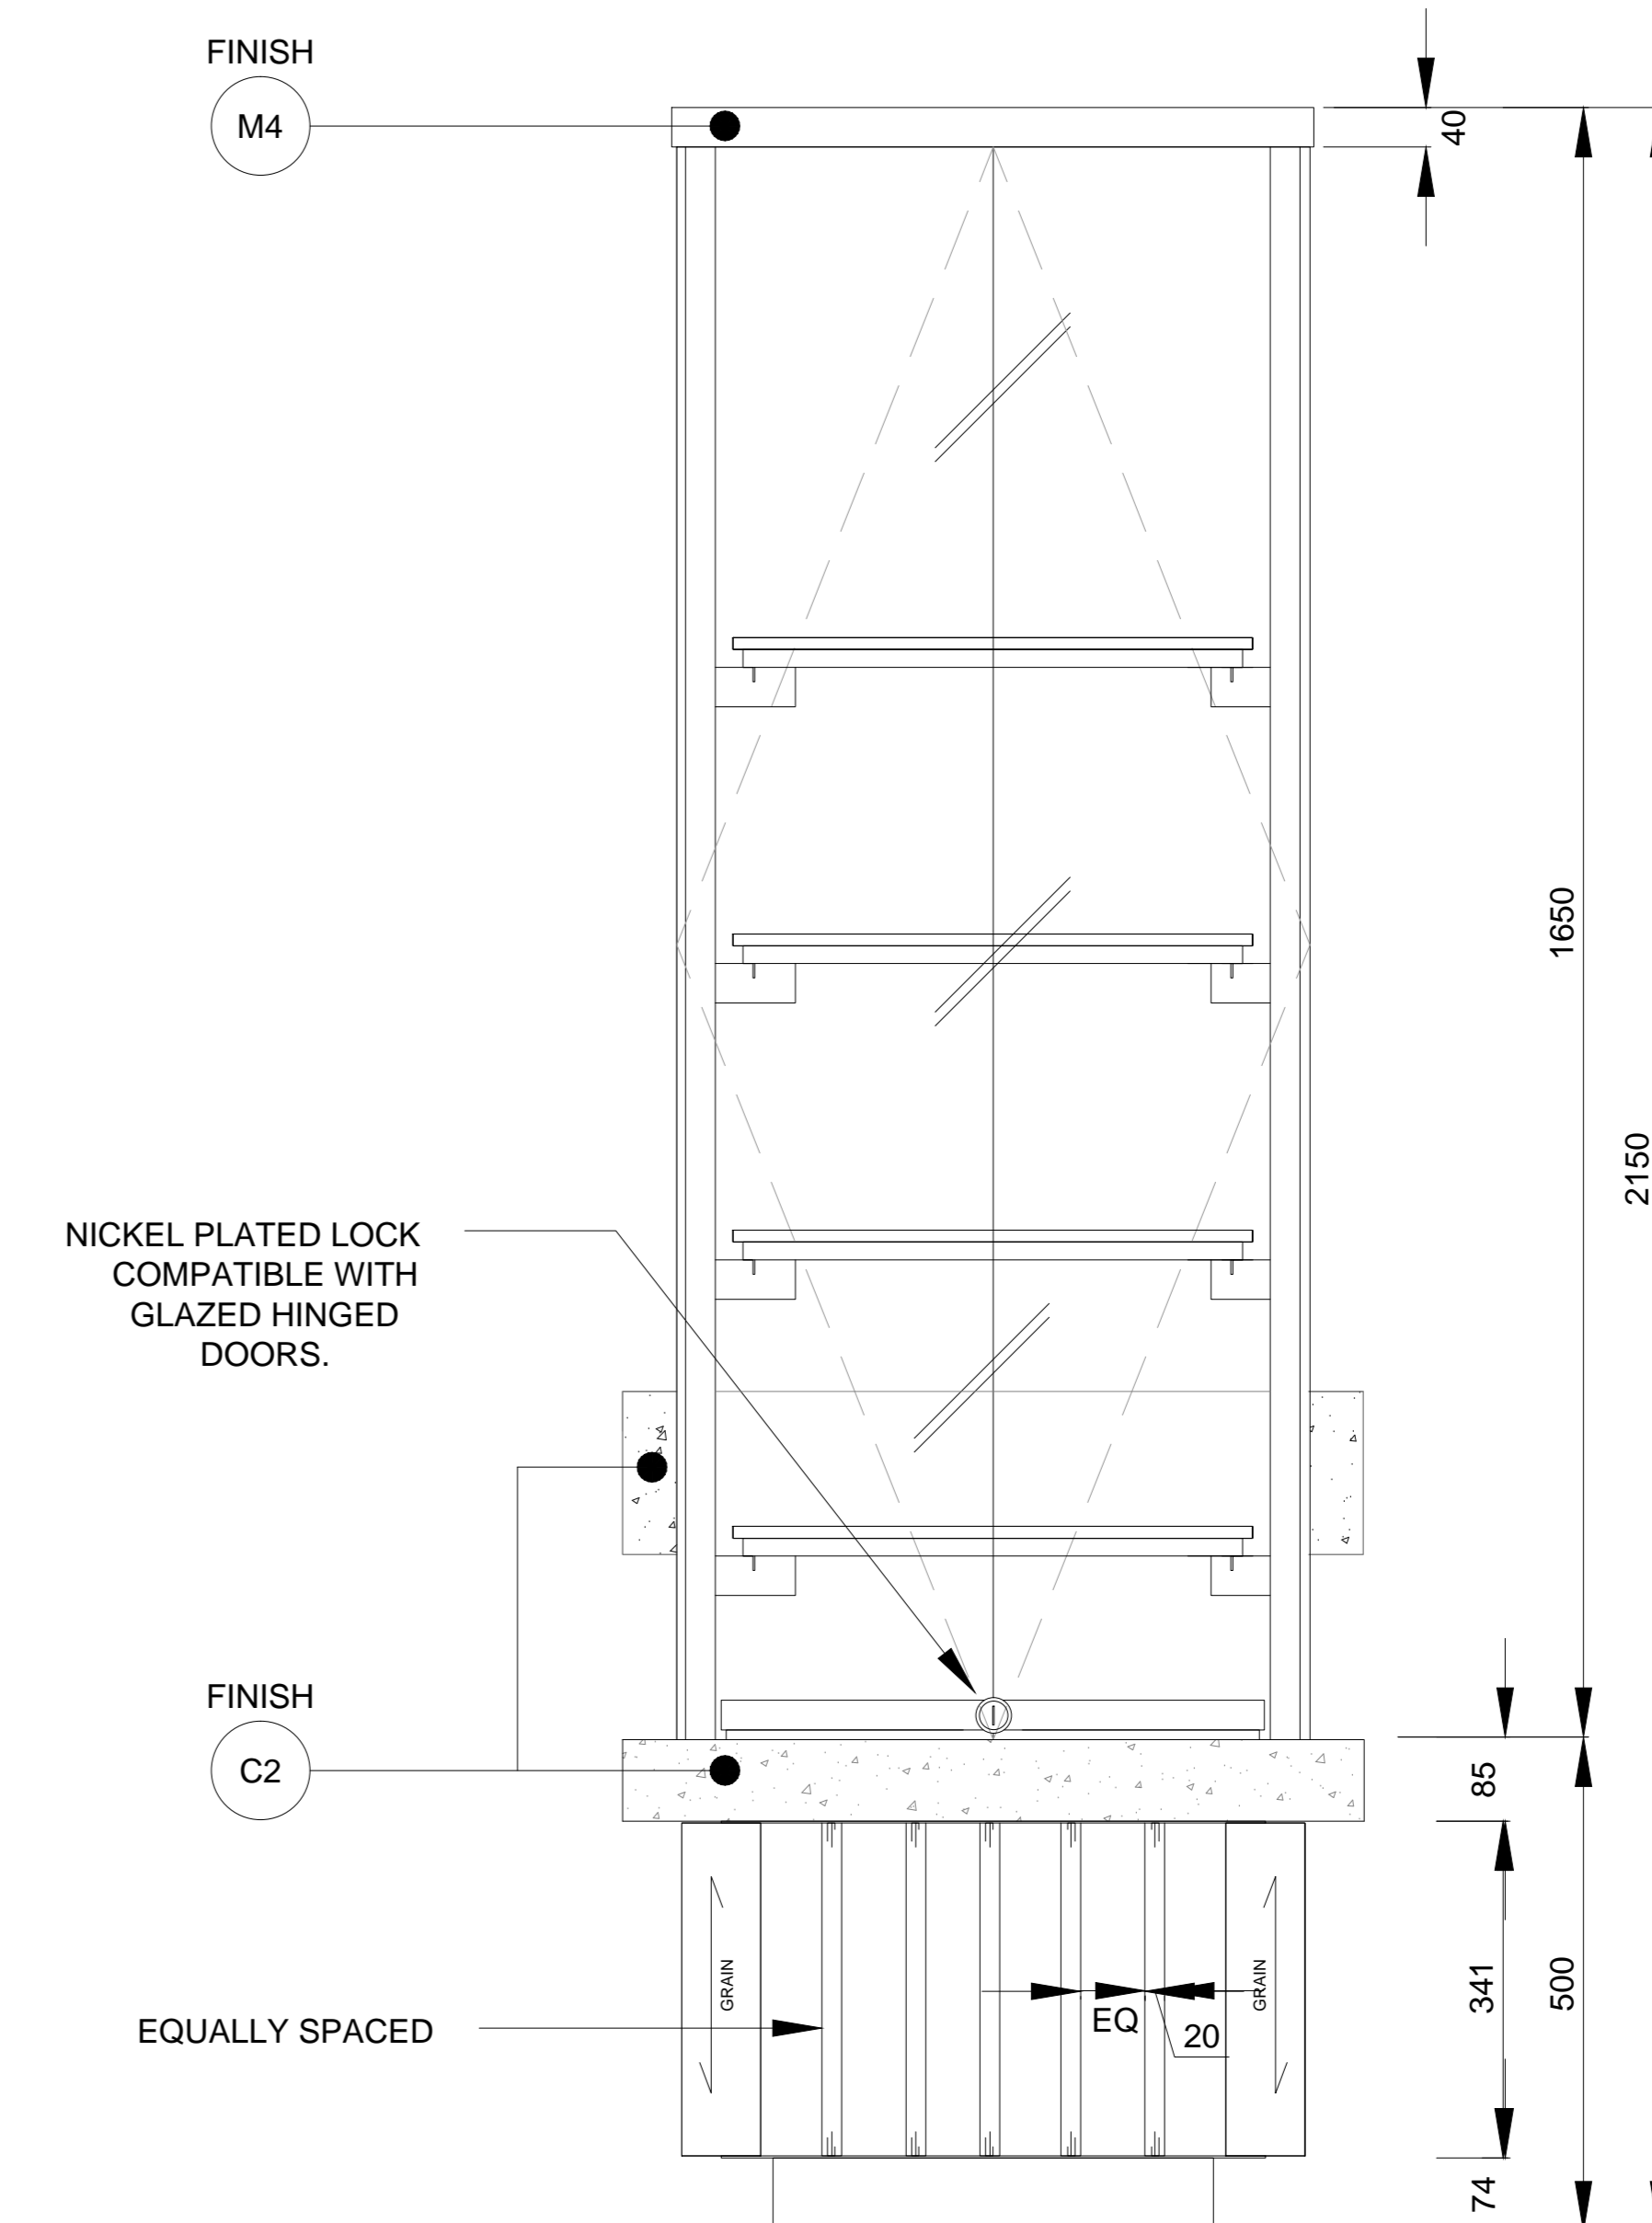 FINISH
M4
40
1650
2150
NICKEL PLATED LOCK
COMPATIBLE WITH
GLAZED HINGED
DOORS.
FINISH
C2
85
341
500
74
GRAIN
GRAIN
EQUALLY SPACED
EQ
20